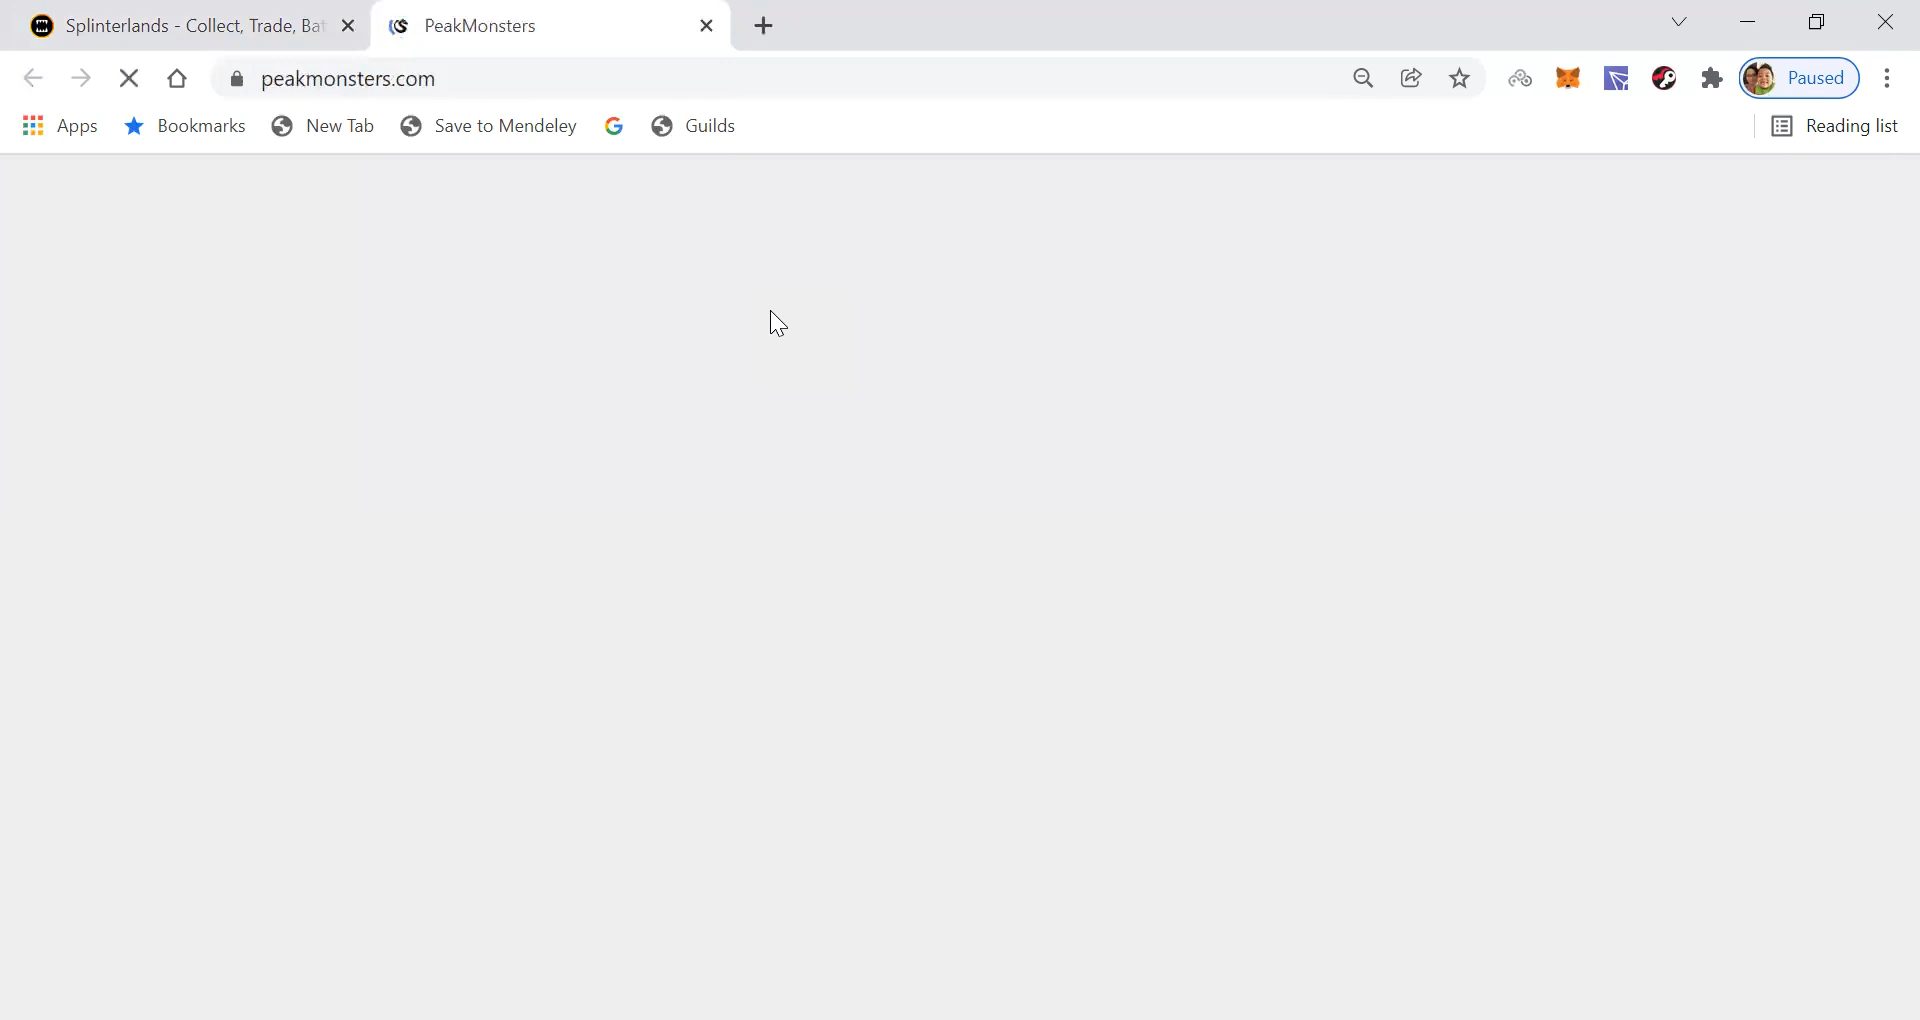 Splinterlands - Collect, Trade, Bat
PeakMonsters
peakmonsters.com
Paused
Apps
Bookmarks
New Tab
Save to Mendeley
Guilds
Reading list